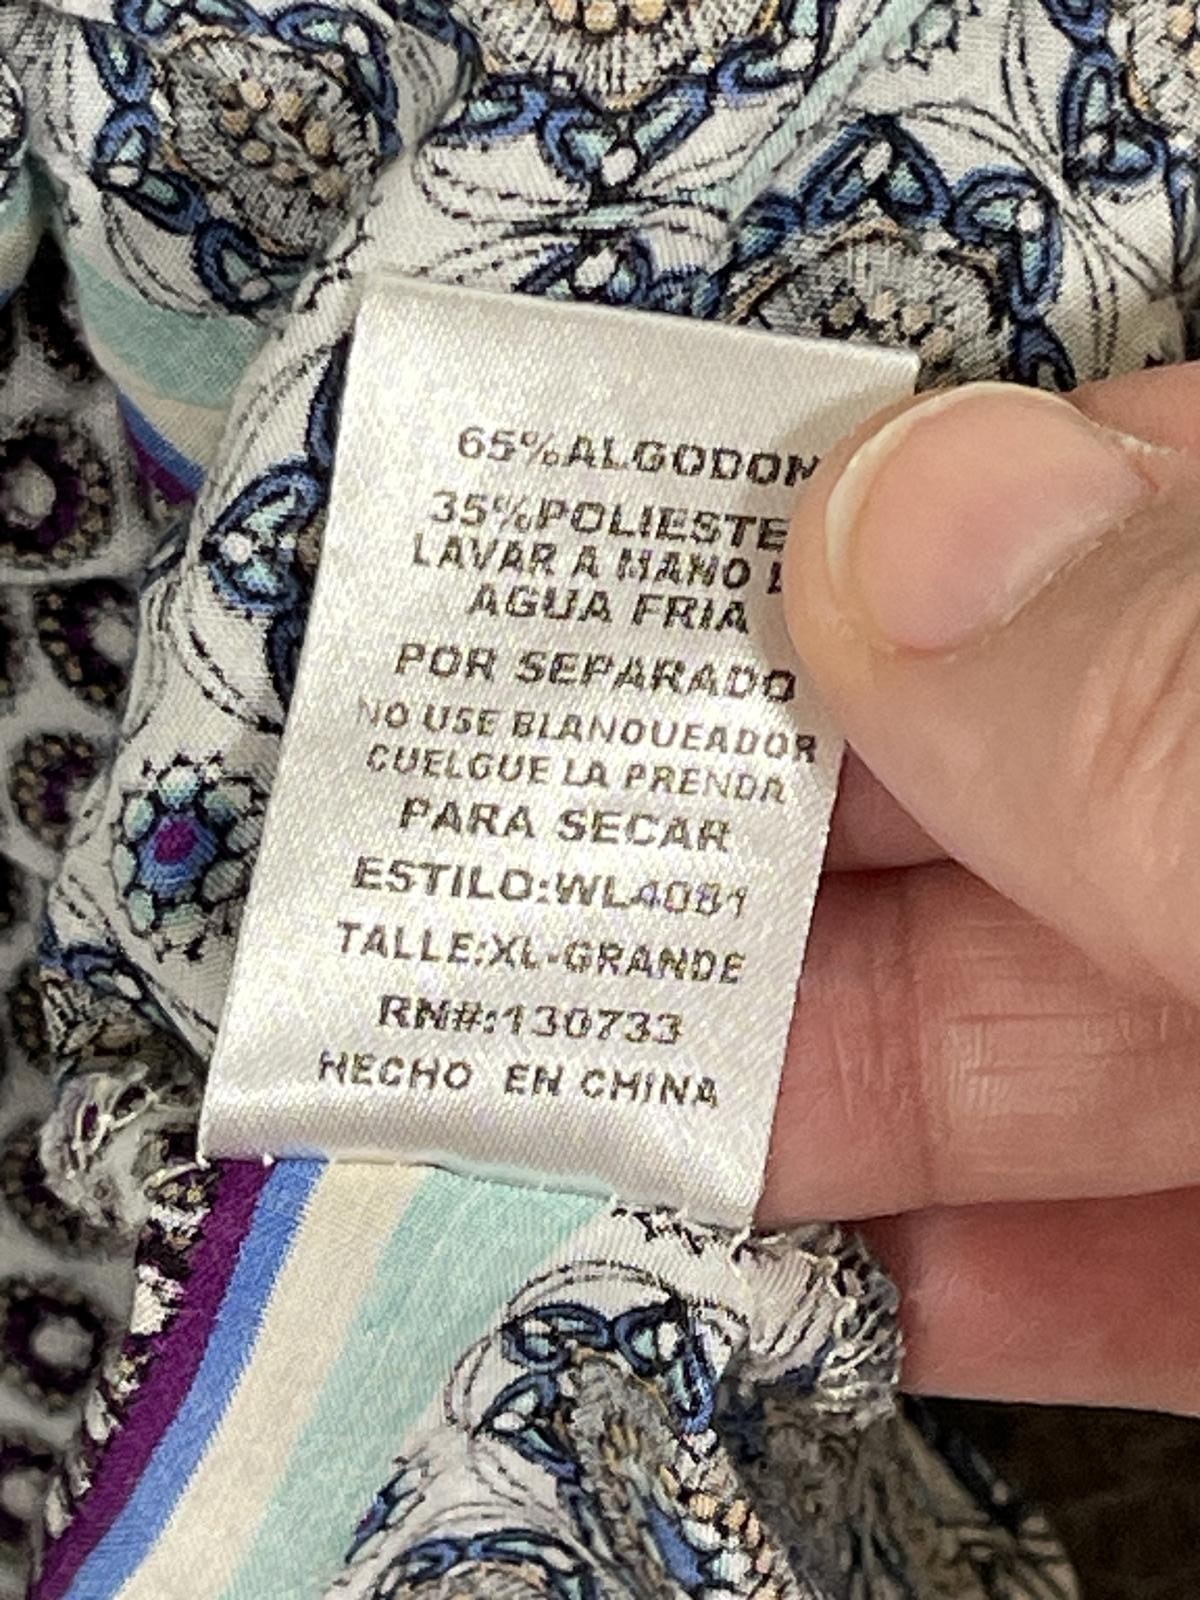 65%ALGODON
35%POLIESTE
LAVAR A MANO
AGUA FRIA
POR SEPARADO
NO USE BLANQUEADOR
CUELGUE LA PRENDA
PARA SECAR
ESTILO:WL4081
TALLE:XL-GRANDE
RN#:130733
HECHO EN CHINA